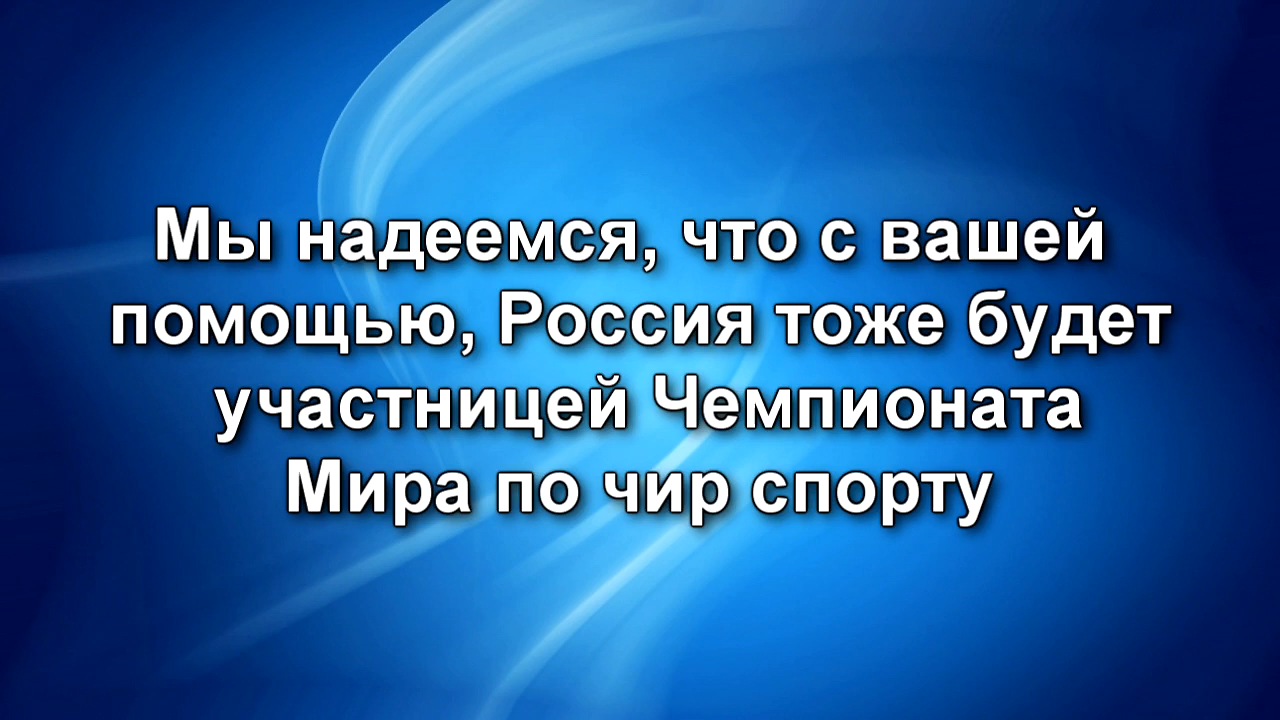 Мы надеемся, что с вашей
помощью, Россия тоже будет
участницей Чемпионата
Мира по чир спорту